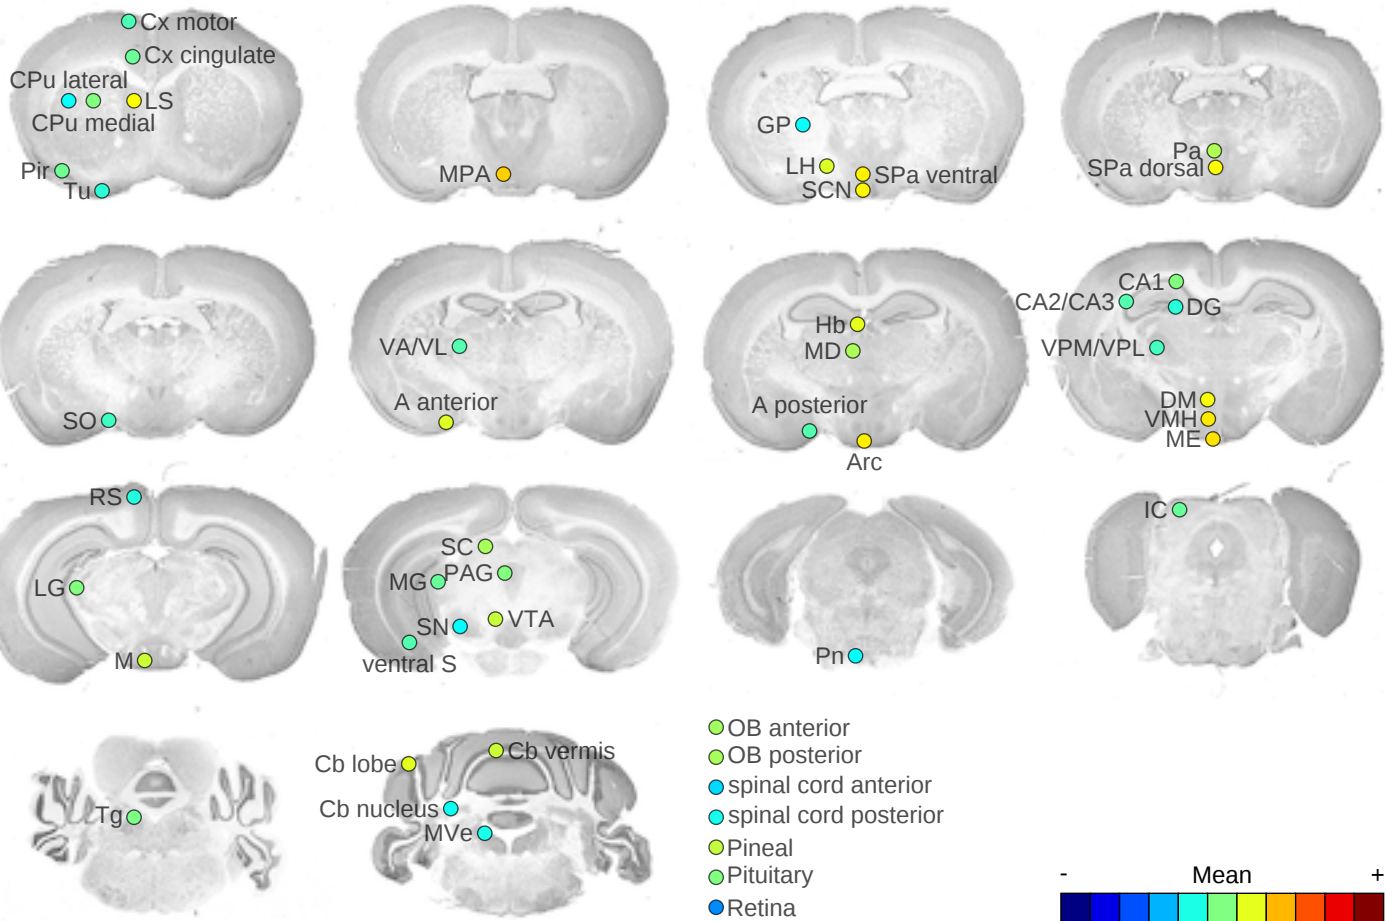 Cx motor
Cx cingulate
CPu lateral
LS
CPu medial
Pir
Tu
MPA
GP
LH
SPa ventral
SCN
Pa
SPa dorsal
SO
VA/VL
A anterior
Hb
MD
A posterior
Arc
CA1
CA2/CA3
DG
VPM/VPL
DM
VMH
ME
RS
LG
M
SC
PAG
MG
VTA
SN
ventral S
Pn
IC
Tg
Cb vermis
Cb lobe
Cb nucleus
MVe
OB anterior
OB posterior
spinal cord anterior
spinal cord posterior
Pineal
Pituitary
Retina
- Mean +